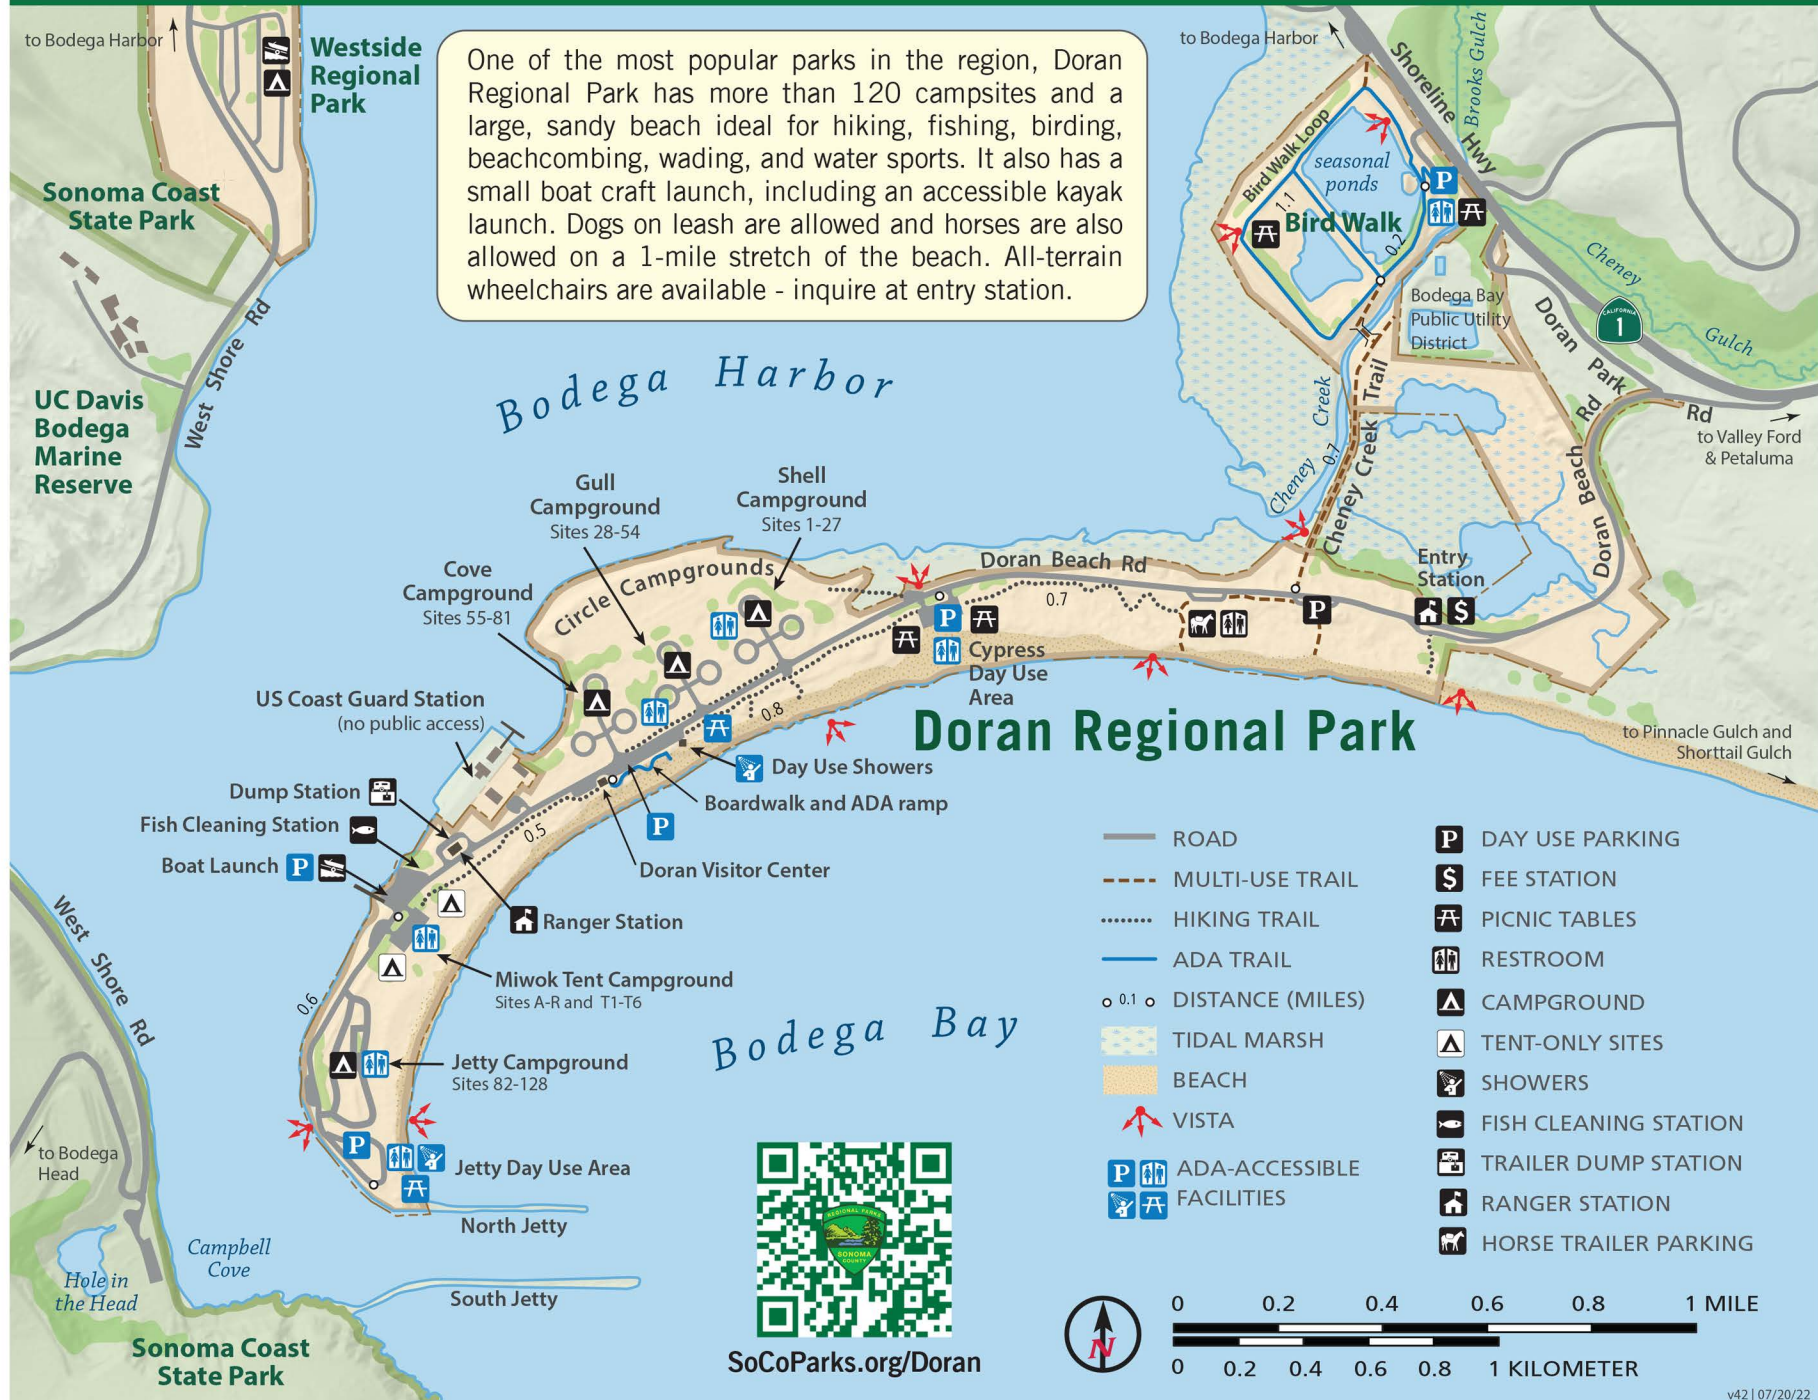 to Bodega Harbor
Westside
Regional
Park
One of the most popular parks in the region, Doran
Regional Park has more than 120 campsites and a
large, sandy beach ideal for hiking, fishing, birding,
beachcombing, wading, and water sports. It also has a
small boat craft launch, including an accessible kayak
launch. Dogs on leash are allowed and horses are also
allowed on a 1-mile stretch of the beach. All-terrain
wheelchairs are available - inquire at entry station.
to Bodega Harbor
Shoreline Hwy
Brooks Gulch
Bird Walk Loop
1.1
seasonal
ponds
P
Bird Walk
0.2
Cheney
Gulch
CALIFORNIA
1
Bodega Bay
Public Utility
District
Doran Park Rd
to Valley Ford
& Petaluma
Doran Beach Rd
Sonoma Coast
State Park
West Shore Rd
UC Davis
Bodega
Marine
Reserve
Bodega Harbor
Cheney Creek
0.7
Cheney Creek Trail
Shell
Campground
Sites 1-27
Gull
Campground
Sites 28-54
Cove
Campground
Sites 55-81
Circle Campgrounds
Doran Beach Rd
0.7
Entry
Station
P
$
P
Cypress
Day Use
Area
0.8
Doran Regional Park
to Pinnacle Gulch and
Shorttail Gulch
US Coast Guard Station
(no public access)
Day Use Showers
Boardwalk and ADA ramp
P
Doran Visitor Center
0.5
Dump Station
Fish Cleaning Station
Boat Launch
P
Ranger Station
Miwok Tent Campground
Sites A-R and T1-T6
0.6
Jetty Campground
Sites 82-128
Bodega Bay
P
Jetty Day Use Area
North Jetty
South Jetty
West Shore Rd
to Bodega
Head
Campbell
Cove
Hole in
the Head
Sonoma Coast
State Park
REGIONAL PARKS
SONOMA
COUNTY
SoCoParks.org/Doran
ROAD
MULTI-USE TRAIL
HIKING TRAIL
ADA TRAIL
0.1 DISTANCE (MILES)
TIDAL MARSH
BEACH
VISTA
P
ADA-ACCESSIBLE
FACILITIES
P DAY USE PARKING
$ FEE STATION
PICNIC TABLES
RESTROOM
CAMPGROUND
TENT-ONLY SITES
SHOWERS
FISH CLEANING STATION
TRAILER DUMP STATION
RANGER STATION
HORSE TRAILER PARKING
N
0 0.2 0.4 0.6 0.8 1 MILE
0 0.2 0.4 0.6 0.8 1 KILOMETER
v42 | 07/20/22